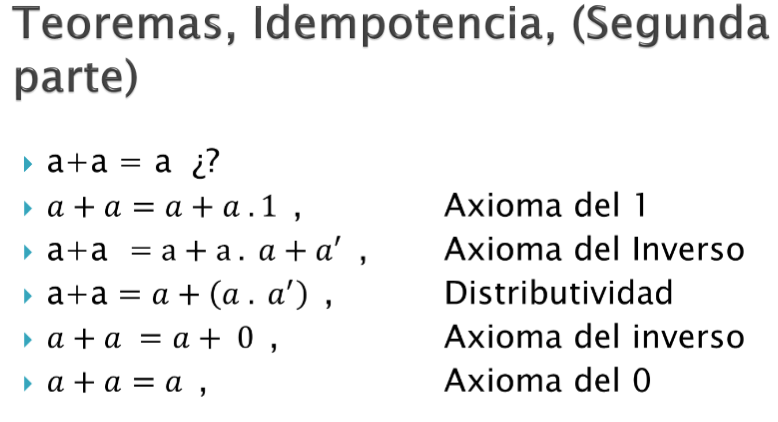 Teoremas, Idempotencia, (Segunda
parte)
a+a = a ¿?
a + a = a + a . 1 , Axioma del 1
a+a = a + a . a + a′ , Axioma del Inverso
a+a = a + (a . a′) , Distributividad
a + a = a + 0 , Axioma del inverso
a + a = a , Axioma del 0